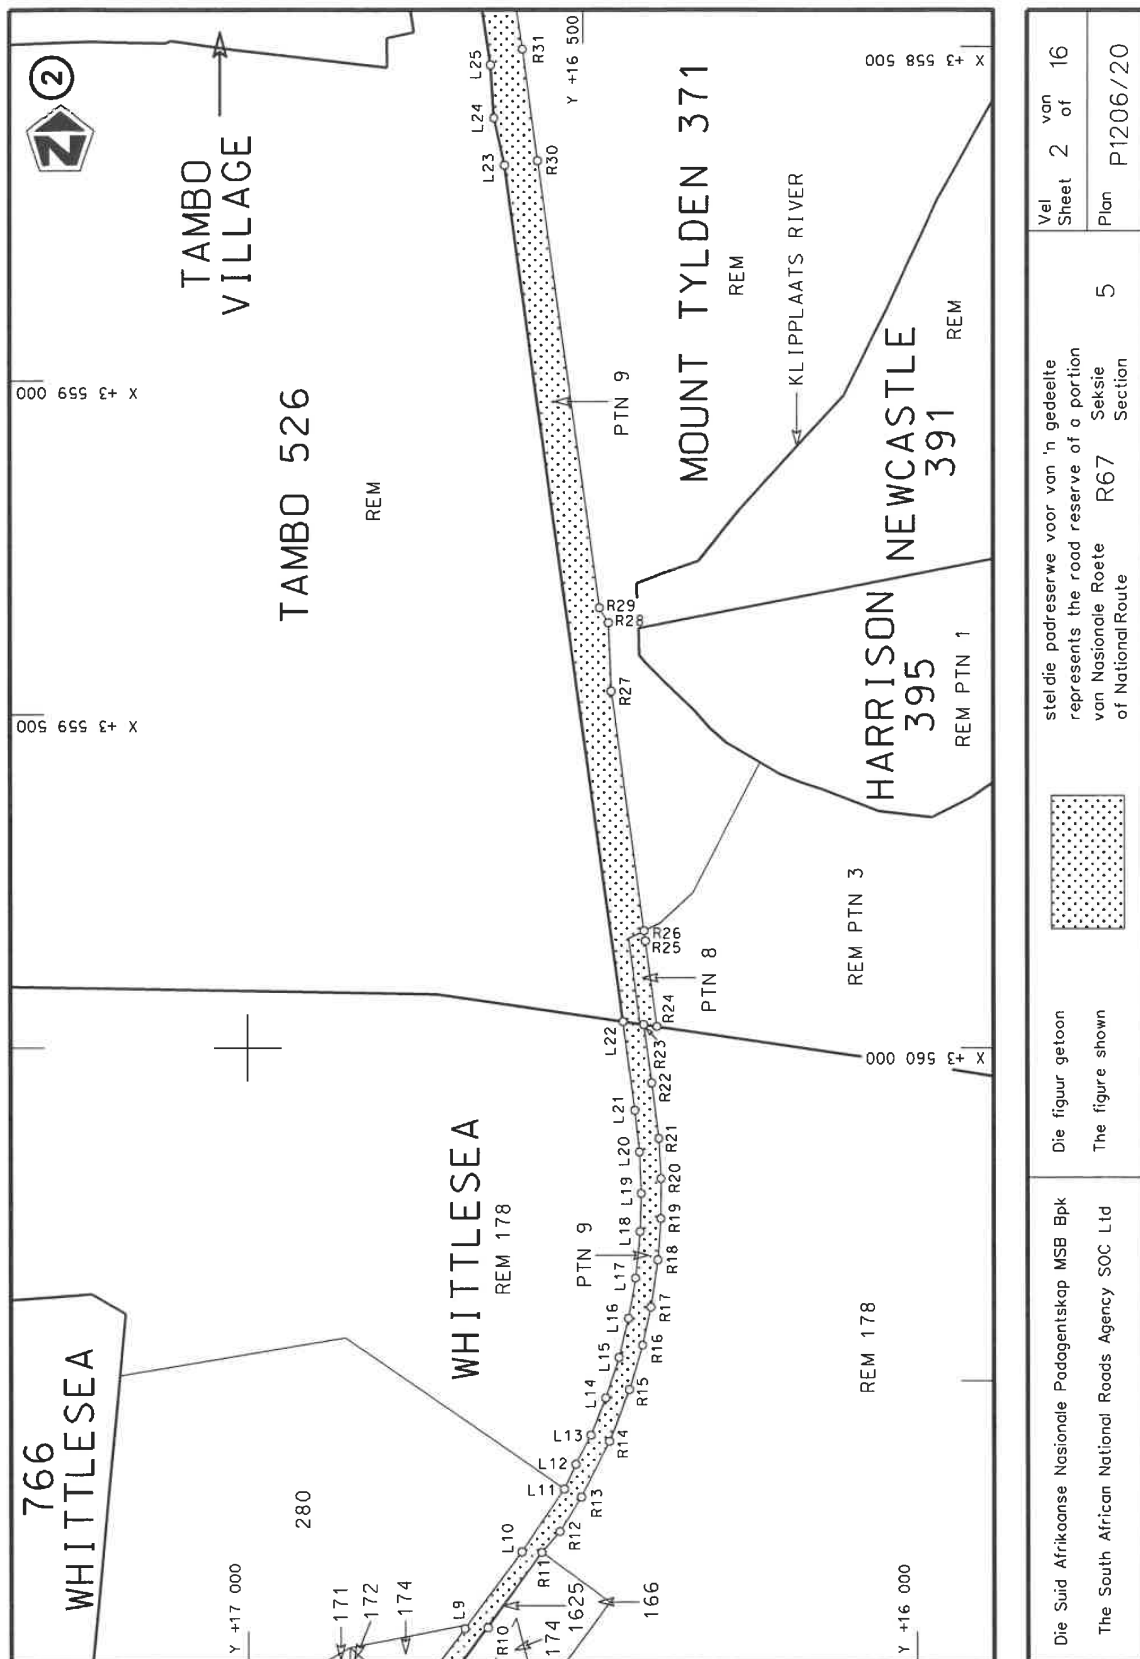 766
WHITTLESEA
280
171
172
174
Y +17 000
L9
R10
174
1625
166
L10
R11
R12
L11
R13
L12
L13
R14
L14
R15
L15
R16
L16
R17
L17
R18
L18
R19
L19
R20
L20
R21
L21
R22
R23
L22
R24
PTN 9
WHITTLESEA
REM 178
REM 178
Y +16 000
X +3 560 000
PTN 8
R25
R26
REM PTN 3
HARRISON
395
REM PTN 1
NEWCASTLE
391
REM
X +3 559 500
X +3 559 000
TAMBO 526
REM
R27
R28
R29
PTN 9
MOUNT TYLDEN 371
REM
KLIPPLAATS RIVER
TAMBO
VILLAGE
N
2
L23
L24
L25
R30
R31
Y +16 500
X +3 558 500
Die Suid Afrikaanse Nasionale Padagentskap MSB Bpk
The South African National Roads Agency SOC Ltd
Die figuur getoon
The figure shown
stel die padreserwe voor van 'n gedeelte
represents the road reserve of a portion
van Nasionale Roete R67 Seksie 5
of National Route Section
Vel van
Sheet 2 of 16
Plan P1206/20